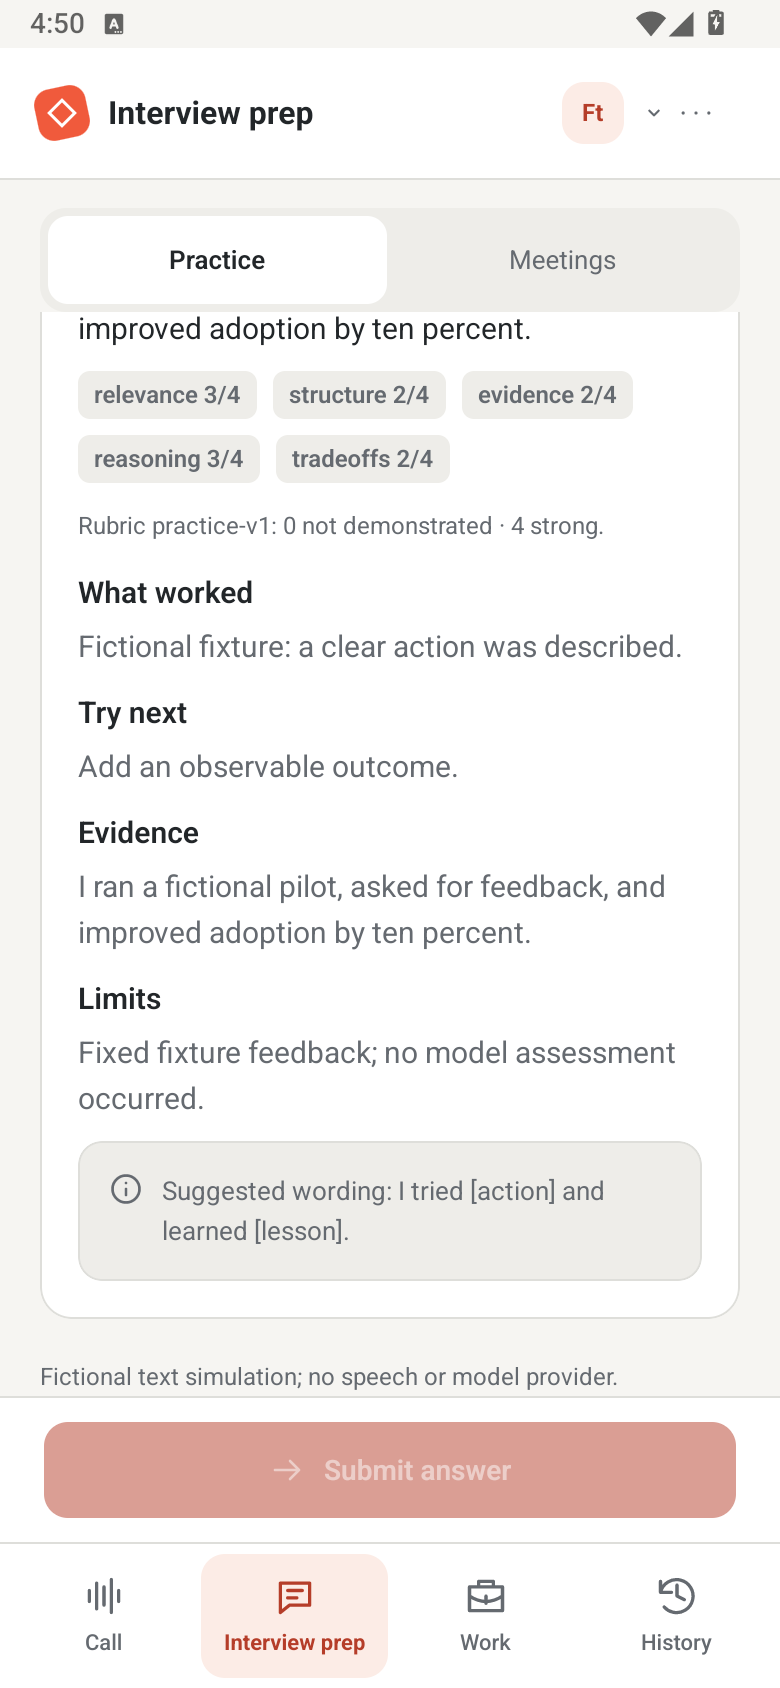 4:50
A
Interview prep
Ft
Practice
Meetings
improved adoption by ten percent.
relevance 3/4
structure 2/4
evidence 2/4
reasoning 3/4
tradeoffs 2/4
Rubric practice-v1: 0 not demonstrated · 4 strong.
What worked
Fictional fixture: a clear action was described.
Try next
Add an observable outcome.
Evidence
I ran a fictional pilot, asked for feedback, and
improved adoption by ten percent.
Limits
Fixed fixture feedback; no model assessment
occurred.
Suggested wording: I tried [action] and
learned [lesson].
Fictional text simulation; no speech or model provider.
Submit answer
Call
Interview prep
Work
History